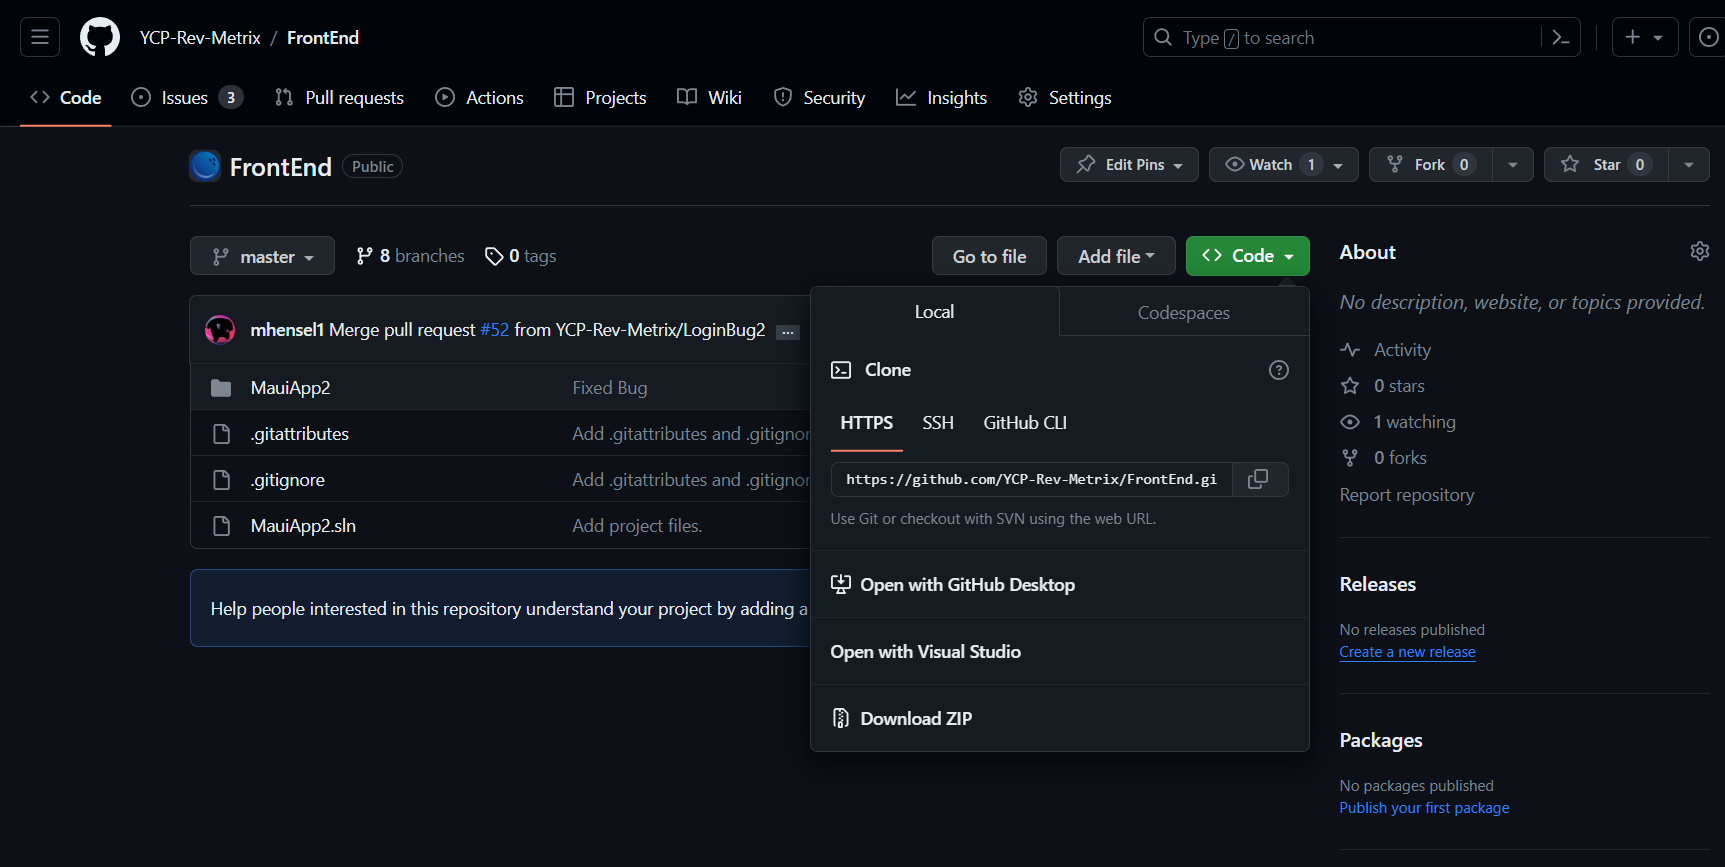 YCP-Rev-Metrix / FrontEnd
Type / to search
Code
Issues 3
Pull requests
Actions
Projects
Wiki
Security
Insights
Settings
FrontEnd
Public
Edit Pins
Watch 1
Fork 0
Star 0
master
8 branches
0 tags
Go to file
Add file
Code
mhensel1 Merge pull request #52 from YCP-Rev-Metrix/LoginBug2 ...
MauiApp2 Fixed Bug
.gitattributes Add .gitattributes and .gitignor
.gitignore Add .gitattributes and .gitignor
MauiApp2.sln Add project files.
Help people interested in this repository understand your project by adding a
Local
Codespaces
Clone
HTTPS
SSH
GitHub CLI
https://github.com/YCP-Rev-Metrix/FrontEnd.gi
Use Git or checkout with SVN using the web URL.
Open with GitHub Desktop
Open with Visual Studio
Download ZIP
About
No description, website, or topics provided.
Activity
0 stars
1 watching
0 forks
Report repository
Releases
No releases published
Create a new release
Packages
No packages published
Publish your first package